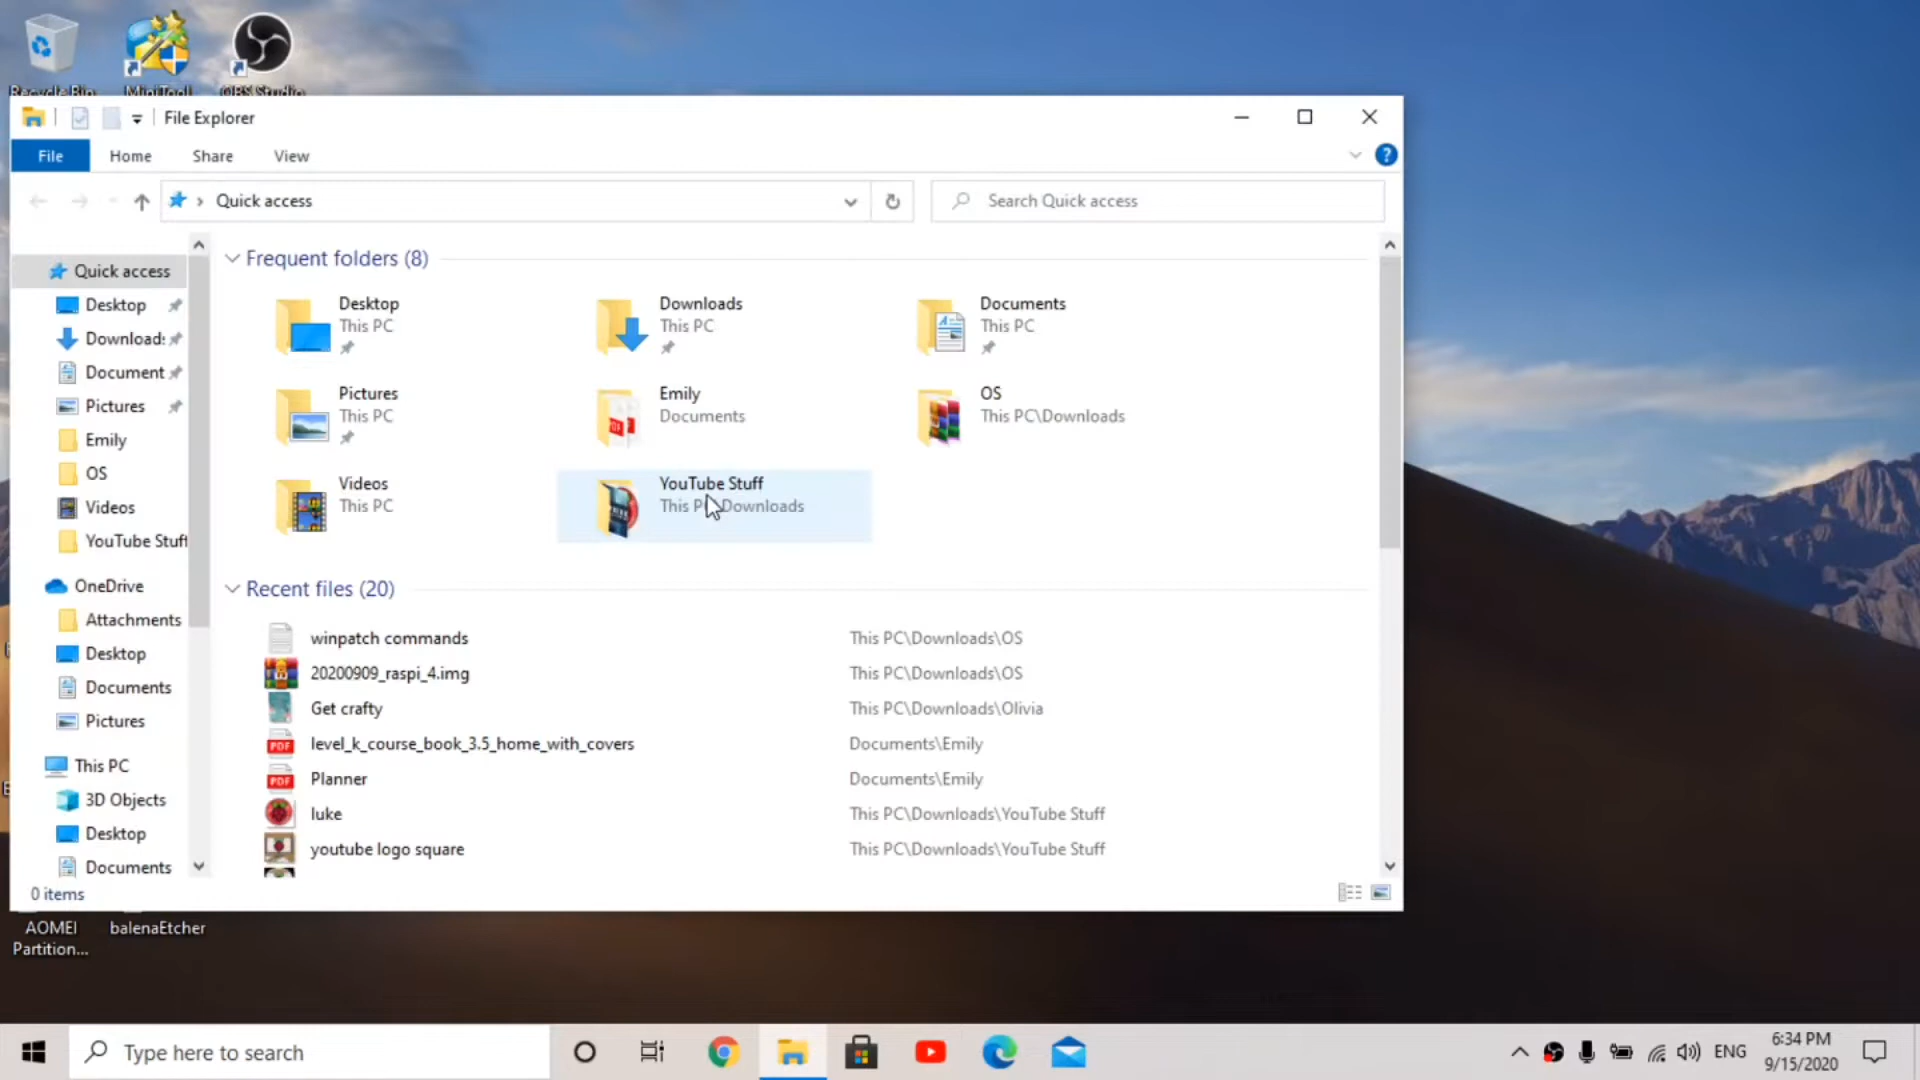 Recycle Bin
MiniTool
OBS Studio
File Explorer
File
Home
Share
View
?
Quick access
Search Quick access
Quick access
Desktop
Download:
Document
Pictures
Emily
OS
Videos
YouTube Stuff
OneDrive
Attachments
Desktop
Documents
Pictures
This PC
3D Objects
Desktop
Documents
Frequent folders (8)
Desktop
This PC
Downloads
This PC
Documents
This PC
Pictures
This PC
Emily
Documents
OS
This PC\Downloads
Videos
This PC
YouTube Stuff
This PC\Downloads
Recent files (20)
winpatch commands This PC\Downloads\OS
20200909_raspi_4.img This PC\Downloads\OS
Get crafty This PC\Downloads\Olivia
PDF level_k_course_book_3.5_home_with_covers Documents\Emily
PDF Planner Documents\Emily
luke This PC\Downloads\YouTube Stuff
youtube logo square This PC\Downloads\YouTube Stuff
0 items
AOMEI
Partition...
balenaEtcher
Type here to search
ENG
6:34 PM
9/15/2020